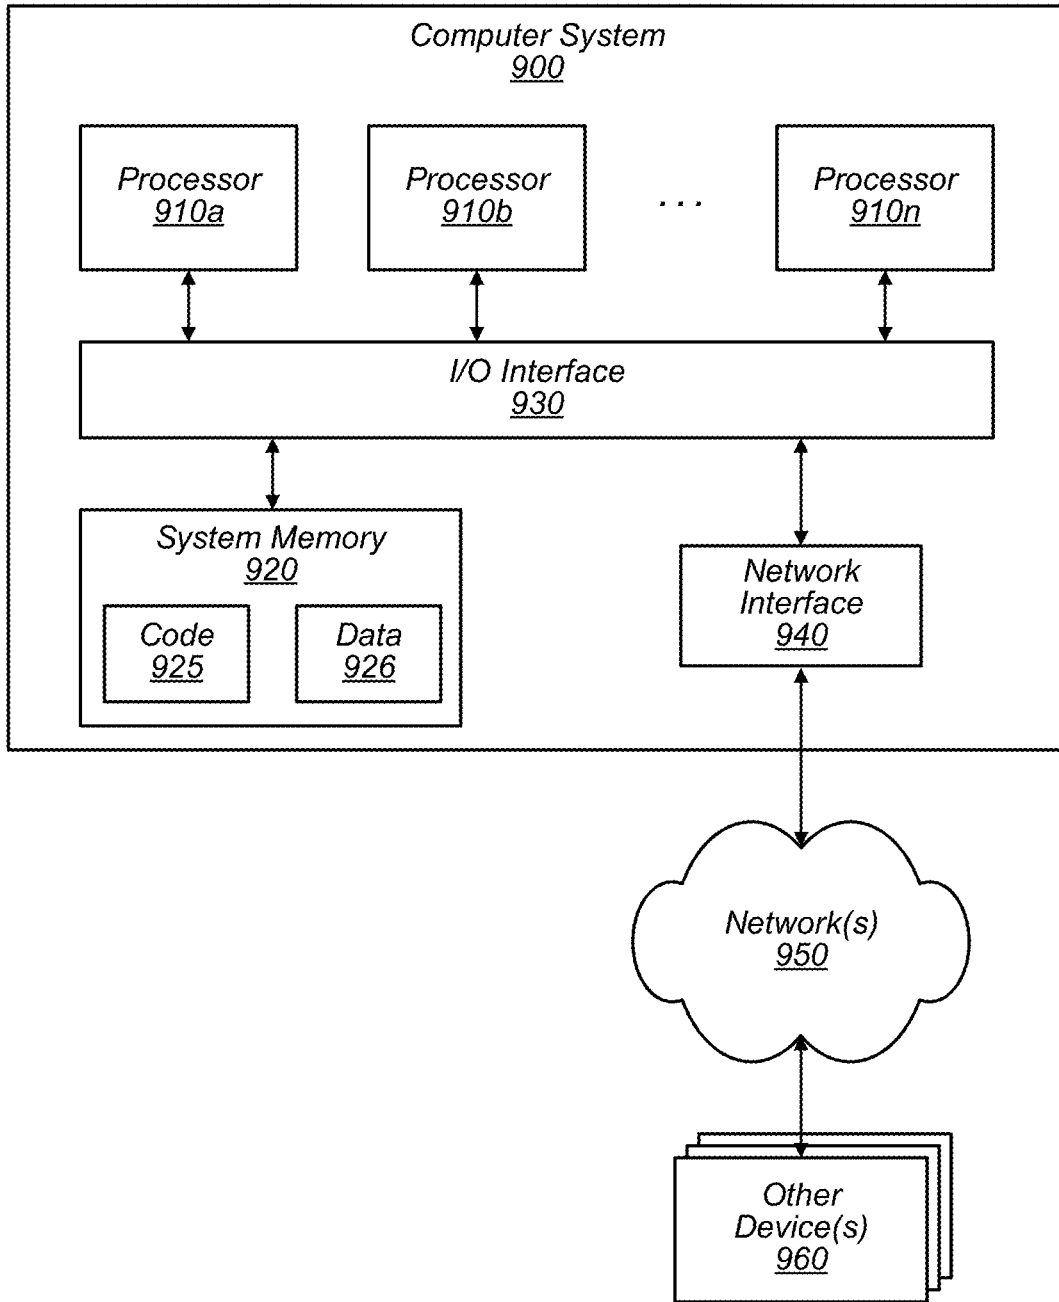 Computer System
900
Processor
910a
Processor
910b
. . .
Processor
910n
I/O Interface
930
System Memory
920
Code
925
Data
926
Network
Interface
940
Network(s)
950
Other
Device(s)
960